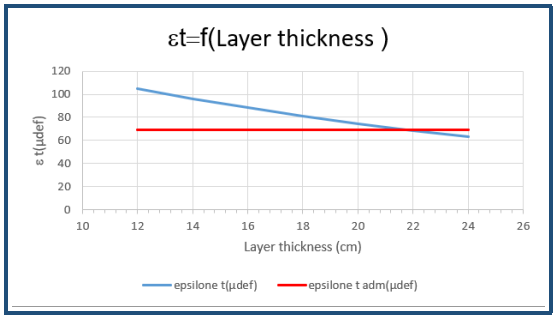 εt=f(Layer thickness )
120
100
80
60
40
20
0
ε t(µdef)
10 12 14 16 18 20 22 24 26
Layer thickness (cm)
epsilone t(µdef) epsilone t adm(µdef)